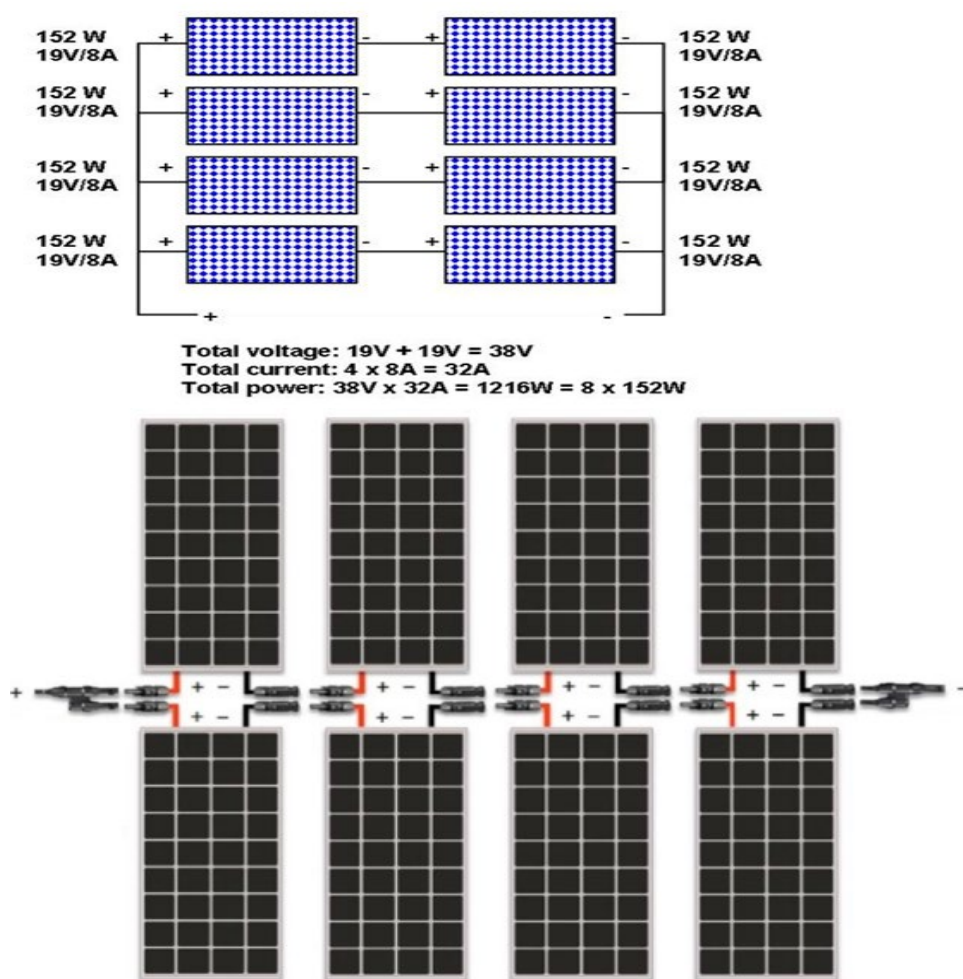 152 W + - + - 152 W
19V/8A 19V/8A
152 W + - + - 152 W
19V/8A 19V/8A
152 W + - + - 152 W
19V/8A 19V/8A
152 W + - + - 152 W
19V/8A 19V/8A
+ -
Total voltage: 19V + 19V = 38V
Total current: 4 x 8A = 32A
Total power: 38V x 32A = 1216W = 8 x 152W
+ + − + − + − + − -
+ − + − + − + −